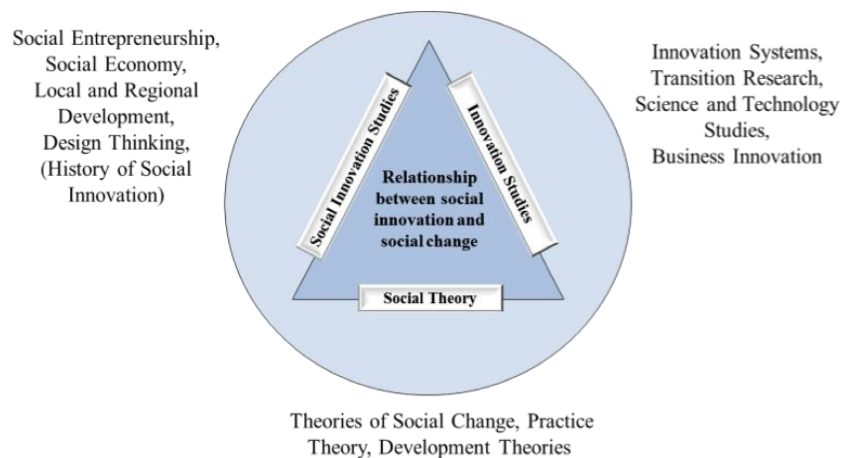 Social Entrepreneurship,
Social Economy,
Local and Regional
Development,
Design Thinking,
(History of Social
Innovation)
Social Innovation Studies
Relationship
between social
innovation and
social change
Innovation Studies
Social Theory
Innovation Systems,
Transition Research,
Science and Technology
Studies,
Business Innovation
Theories of Social Change, Practice
Theory, Development Theories